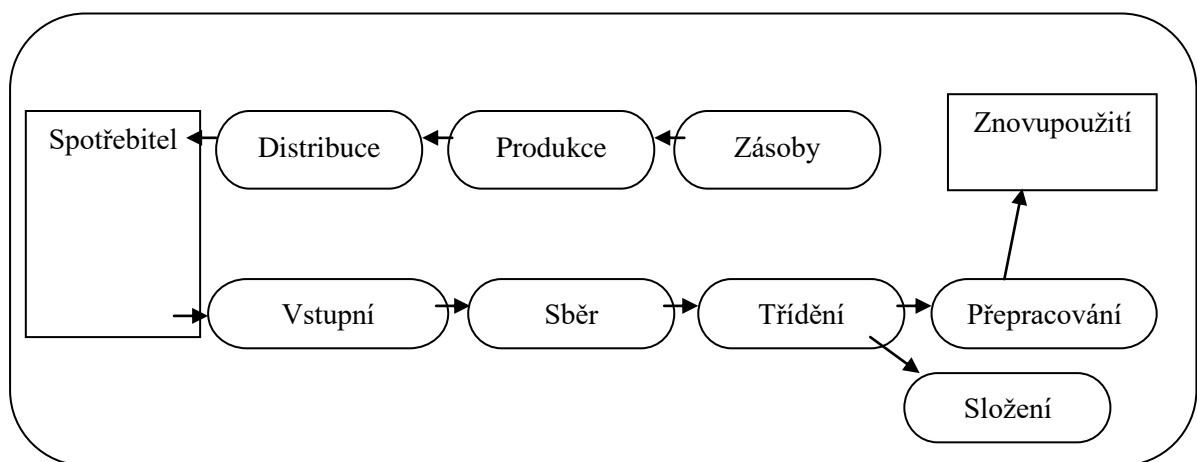 Spotřebitel
Distribuce
Produkce
Zásoby
Znovupoužití
Vstupní
Sběr
Třídění
Přepracování
Složení